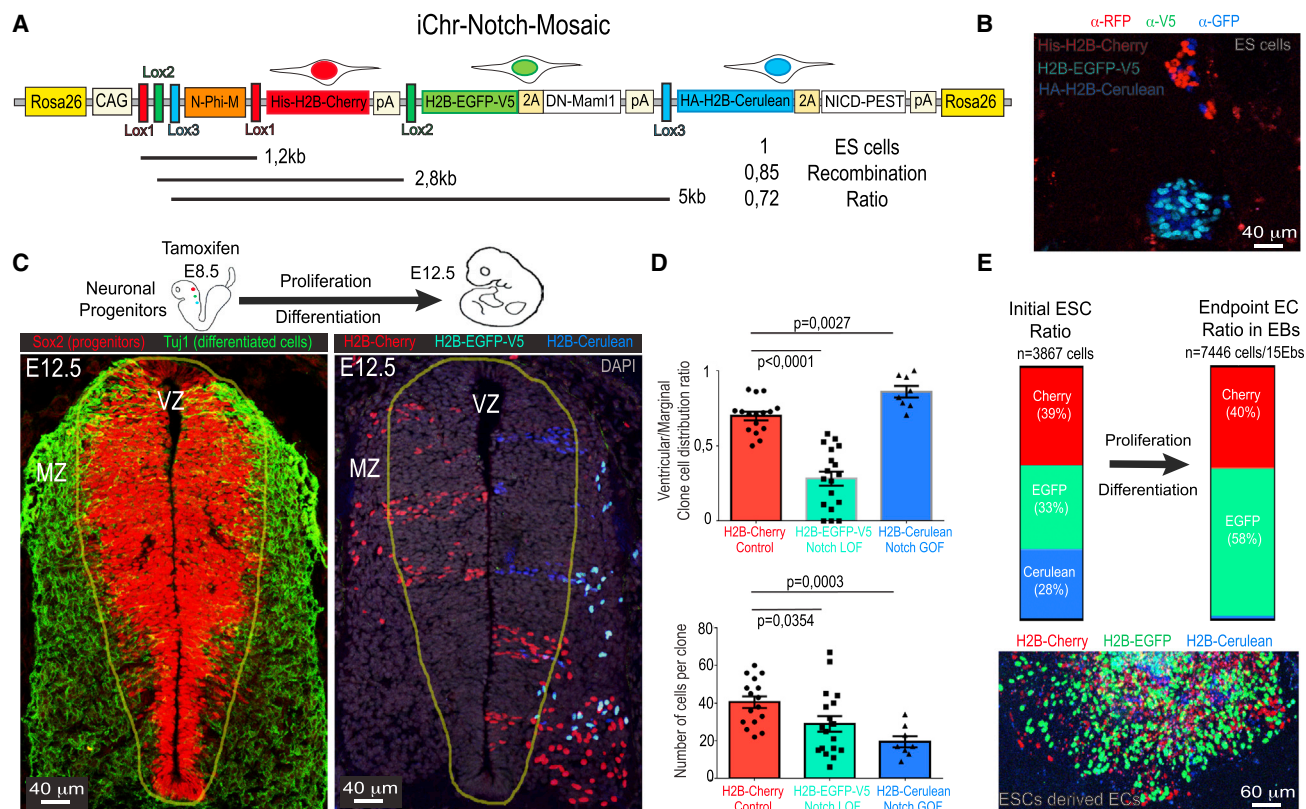 A
iChr-Notch-Mosaic
Lox2
Rosa26
CAG
N-Phi-M
His-H2B-Cherry
pA
H2B-EGFP-V5
2A
DN-Maml1
pA
HA-H2B-Cerulean
2A
NICD-PEST
pA
Rosa26
Lox1
Lox3
Lox1
Lox2
Lox3
1,2kb
2,8kb
5kb
1 ES cells
0,85 Recombination
0,72 Ratio
B
α-RFP α-V5 α-GFP
His-H2B-Cherry
H2B-EGFP-V5
HA-H2B-Cerulean
ES cells
40 μm
C
Tamoxifen
E8.5
Neuronal
Progenitors
Proliferation
Differentiation
E12.5
Sox2 (progenitors) Tuj1 (differentiated cells)
E12.5
VZ
MZ
40 μm
H2B-Cherry H2B-EGFP-V5 H2B-Cerulean
E12.5
DAPI
VZ
MZ
40 μm
D
p=0,0027
p<0,0001
Ventricular/Marginal
Clone cell distribution ratio
1
0,5
0
H2B-Cherry
Control
H2B-EGFP-V5
Notch LOF
H2B-Cerulean
Notch GOF
p=0,0003
p=0,0354
Number of cells per clone
80
60
40
20
0
H2B-Cherry
Control
H2B-EGFP-V5
Notch LOF
H2B-Cerulean
Notch GOF
E
Initial ESC
Ratio
n=3867 cells
Endpoint EC
Ratio in EBs
n=7446 cells/15Ebs
Cherry
(39%)
EGFP
(33%)
Cerulean
(28%)
Proliferation
Differentiation
Cherry
(40%)
EGFP
(58%)
H2B-Cherry H2B-EGFP H2B-Cerulean
ESCs derived ECs
60 μm